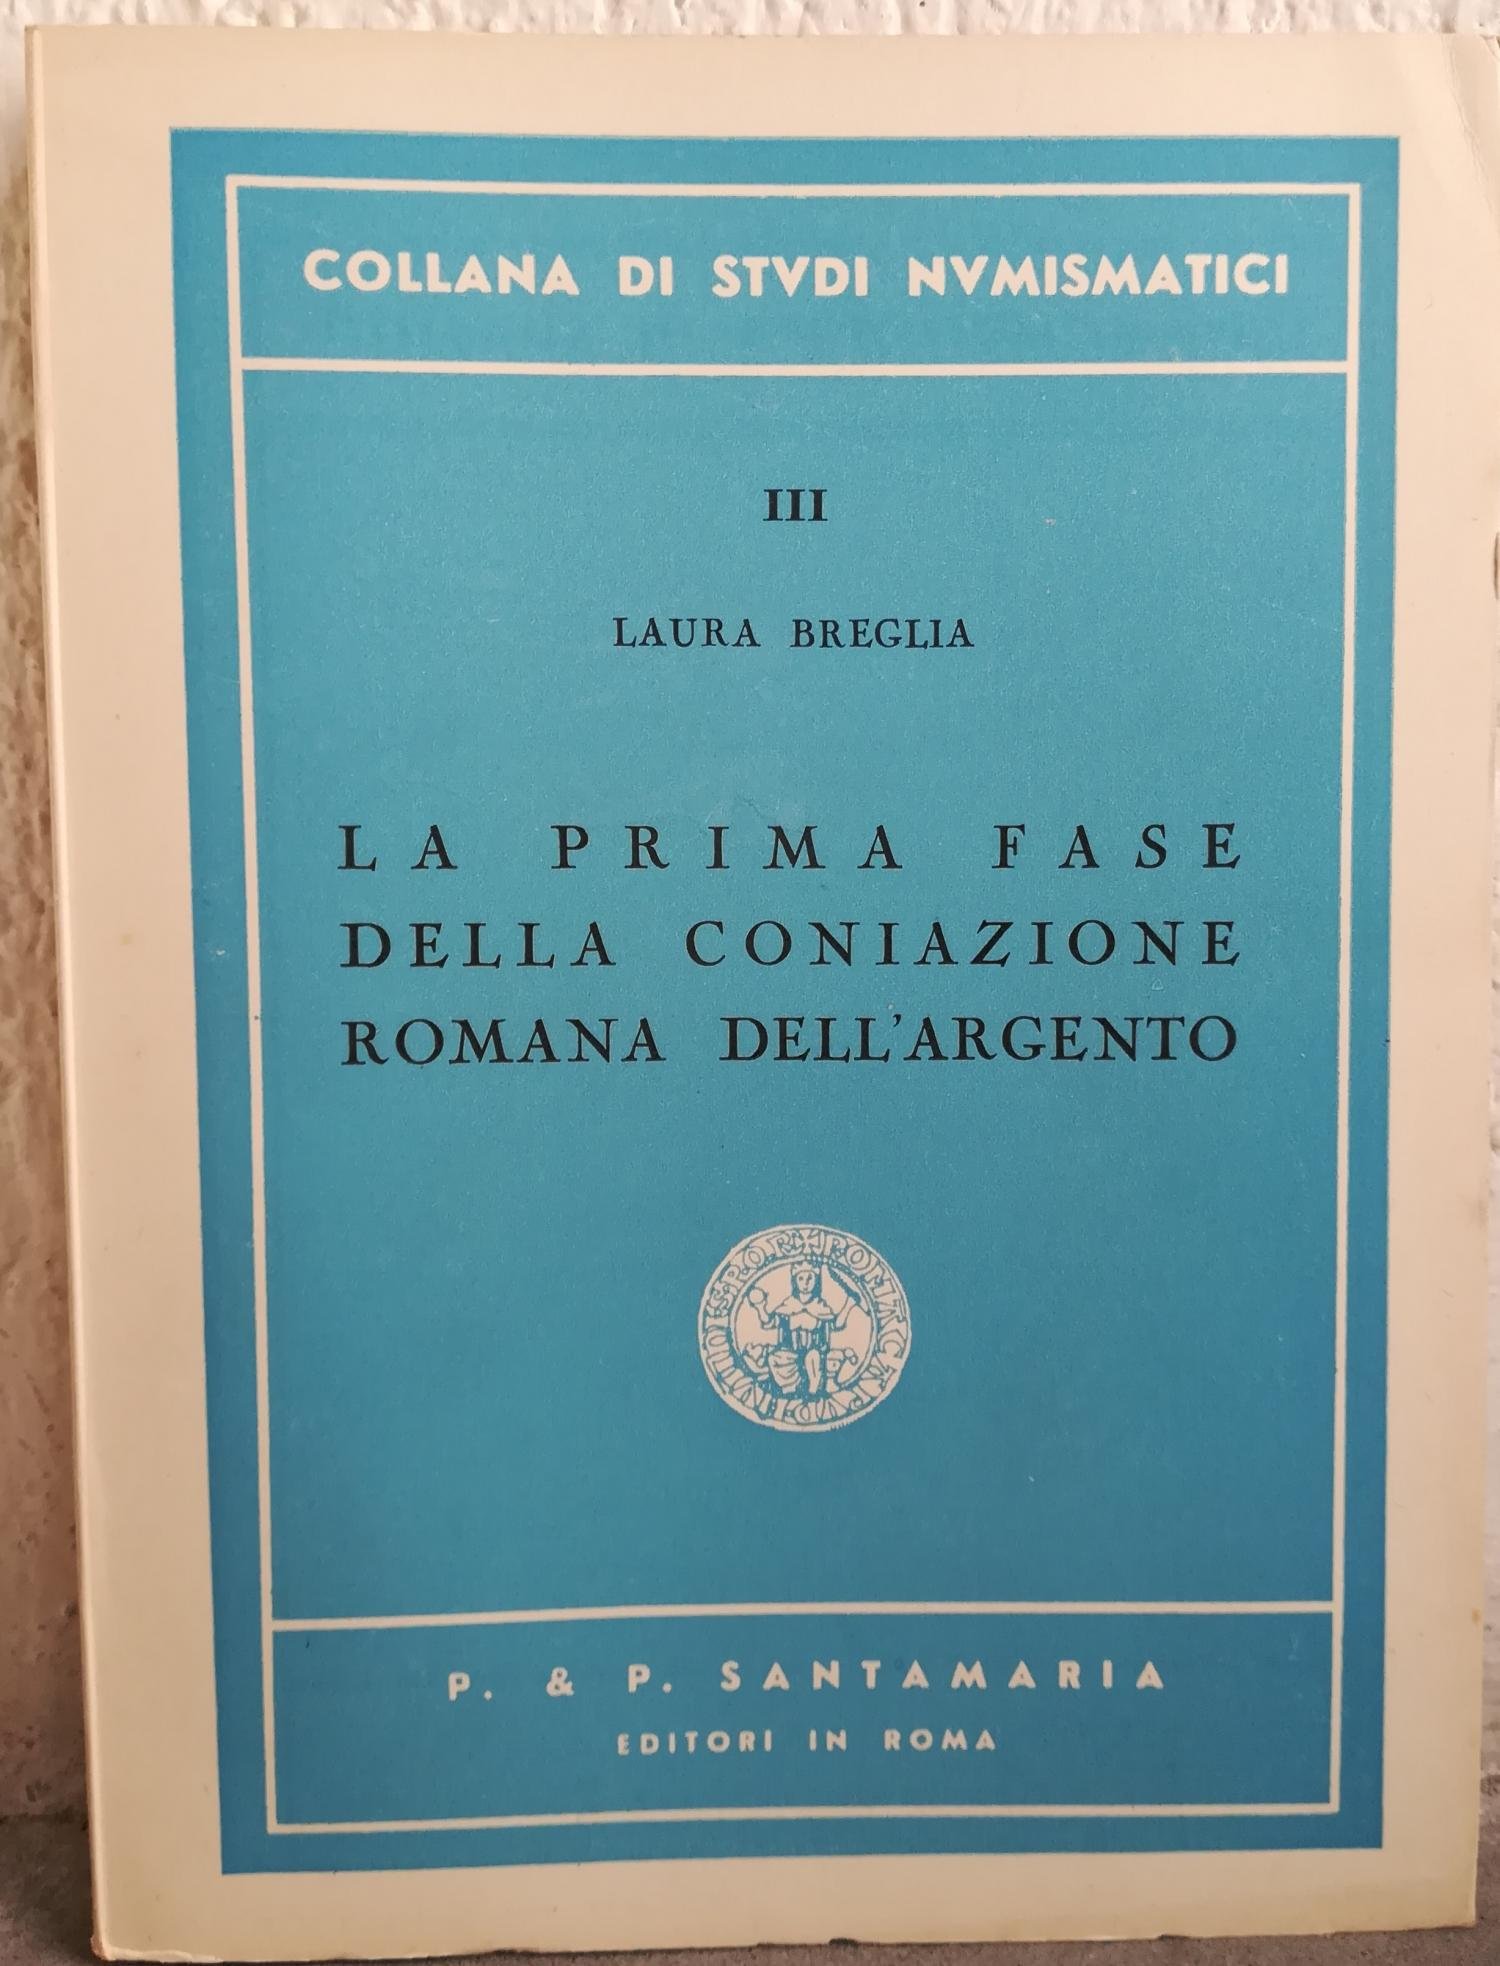 COLLANA DI STVDI NVMISMATICI
III
LAURA BREGLIA
LA PRIMA FASE
DELLA CONIAZIONE
ROMANA DELL'ARGENTO
P. & P. SANTAMARIA
EDITORI IN ROMA